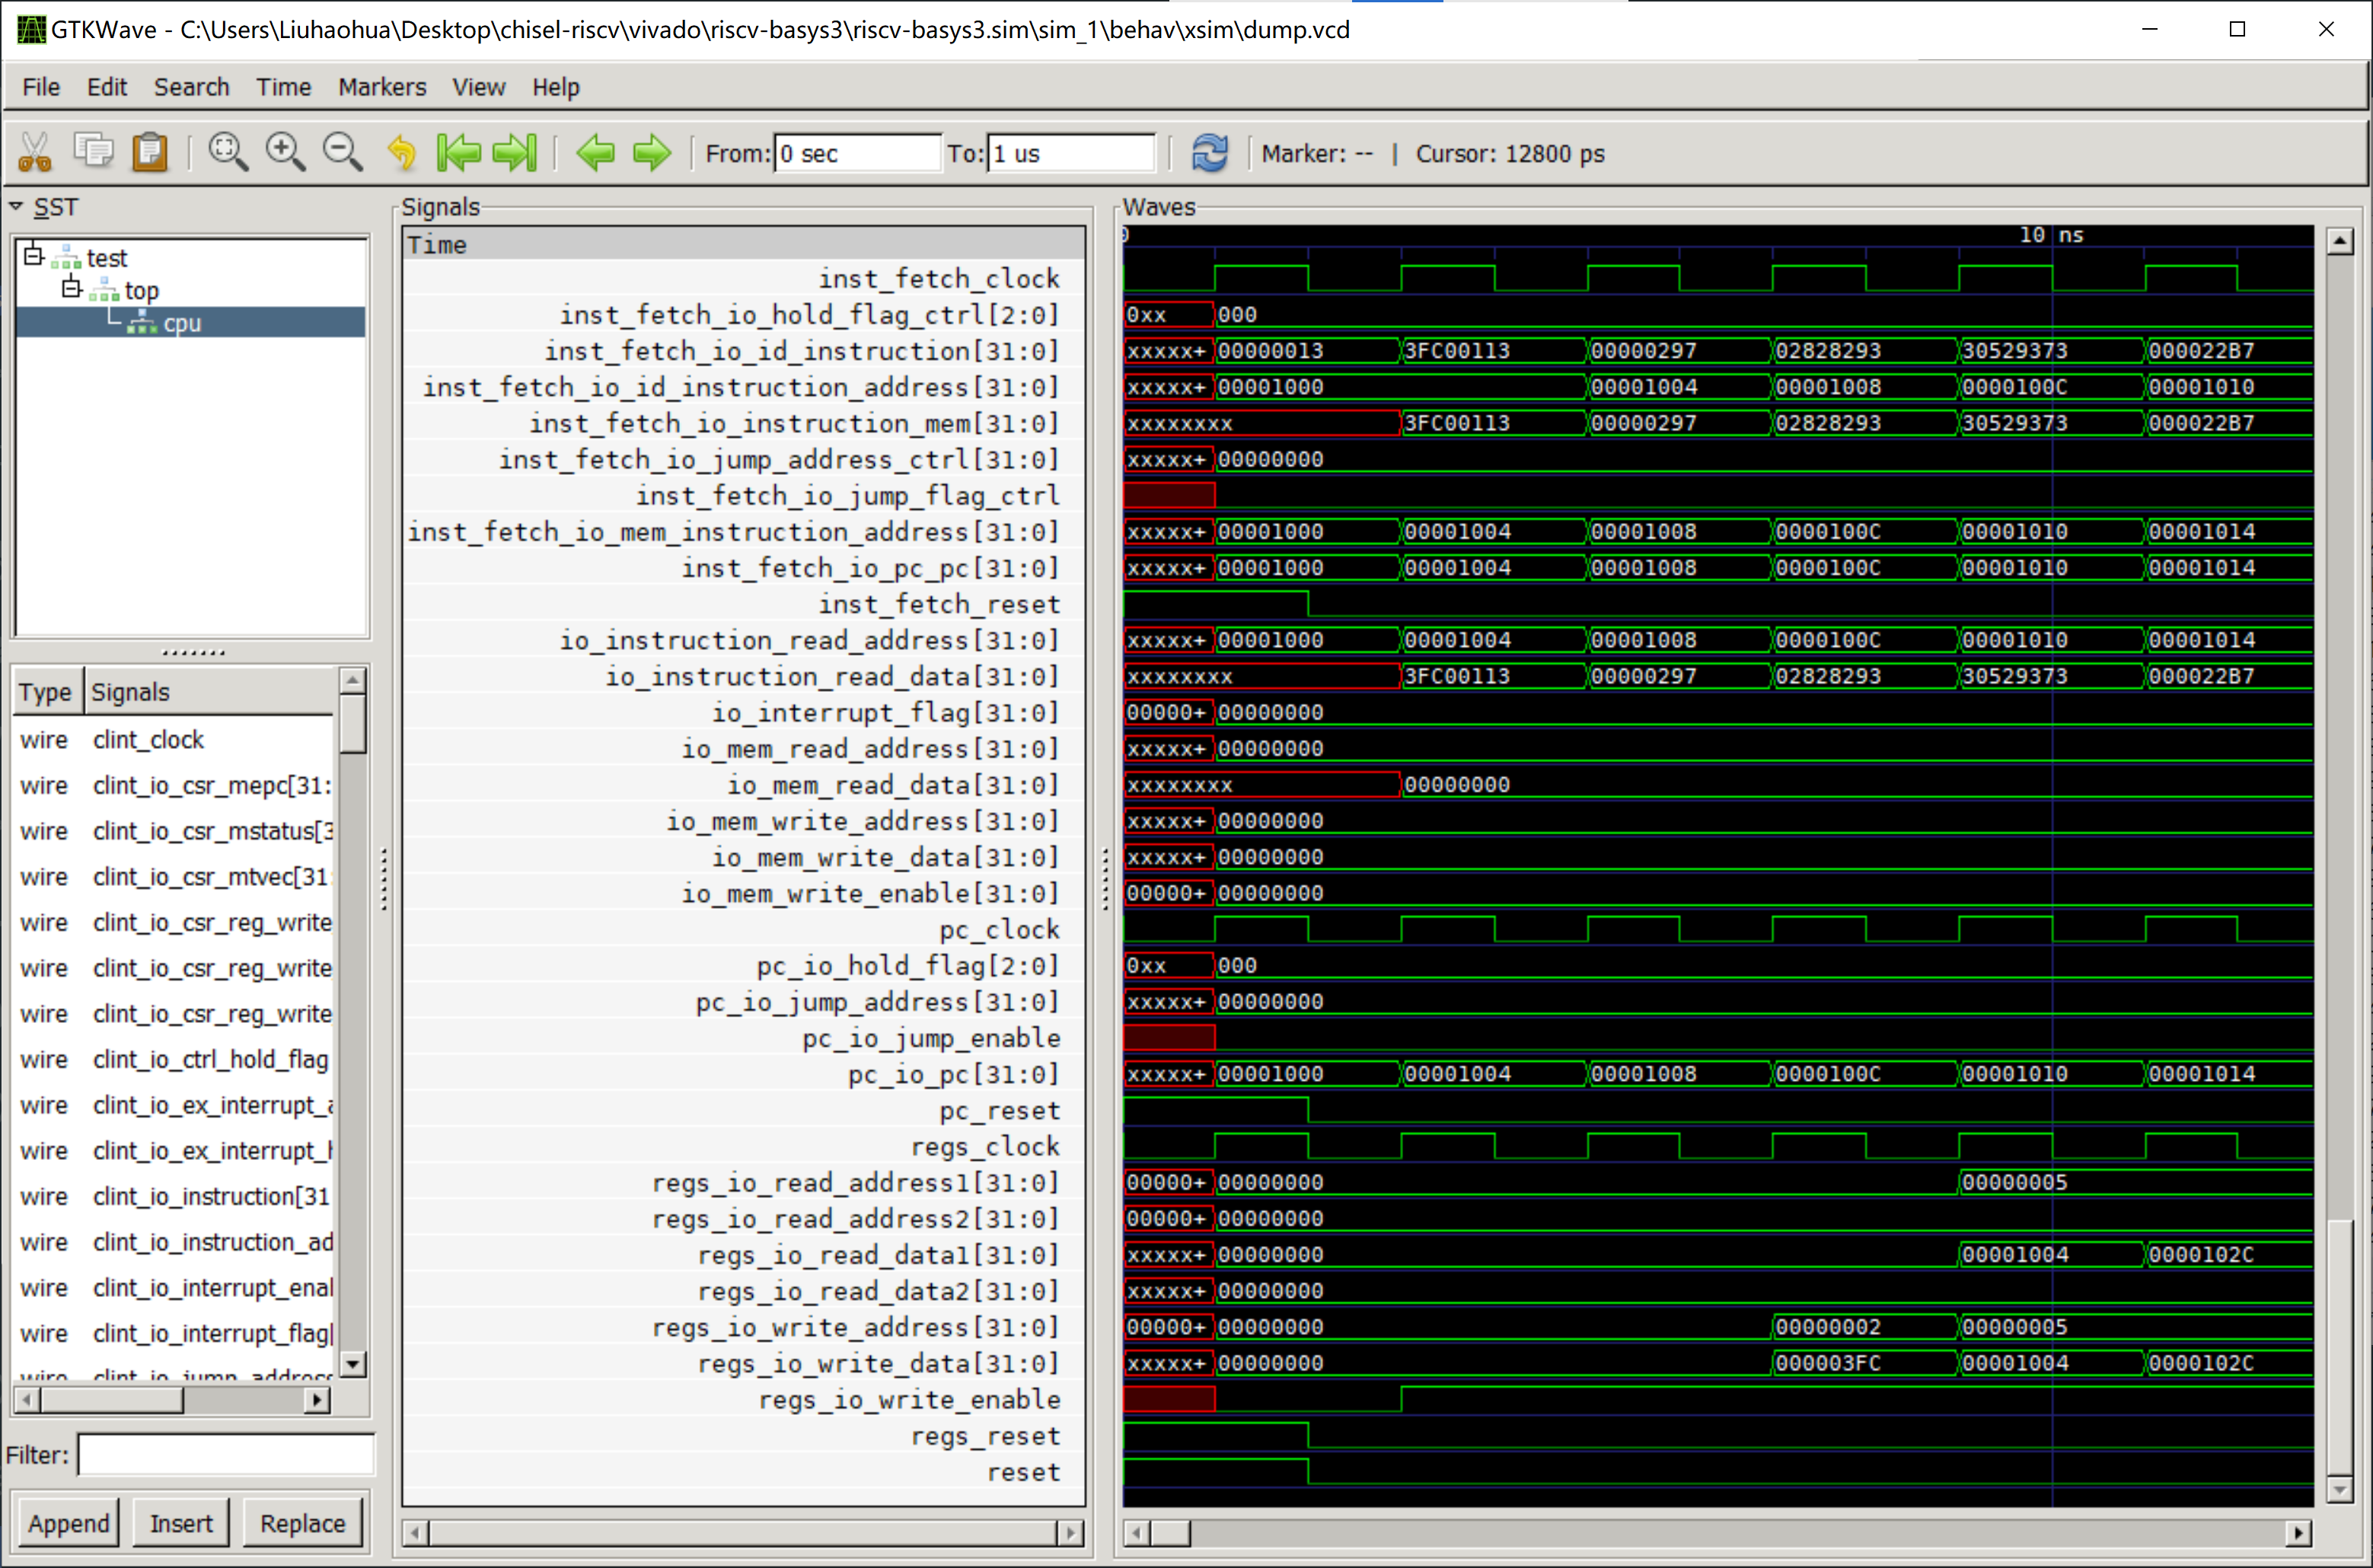 GTKWave - C:\Users\Liuhaohua\Desktop\chisel-riscv\vivado\riscv-basys3\riscv-basys3.sim\sim_1\behav\xsim\dump.vcd
File Edit Search Time Markers View Help
From: 0 sec To: 1 us Marker: -- | Cursor: 12800 ps
SST
test
top
cpu
Type Signals
wire clint_clock
wire clint_io_csr_mepc[31:
wire clint_io_csr_mstatus[3
wire clint_io_csr_mtvec[31:
wire clint_io_csr_reg_write
wire clint_io_csr_reg_write
wire clint_io_csr_reg_write
wire clint_io_ctrl_hold_flag
wire clint_io_ex_interrupt_a
wire clint_io_ex_interrupt_h
wire clint_io_instruction[31
wire clint_io_instruction_ad
wire clint_io_interrupt_enal
wire clint_io_interrupt_flag[
wire clint_io_jump_address
Filter:
Append Insert Replace
Signals
Waves
Time 0 10 ns
inst_fetch_clock
inst_fetch_io_hold_flag_ctrl[2:0] 0xx 000
inst_fetch_io_id_instruction[31:0] xxxxx+ 00000013 3FC00113 00000297 02828293 30529373 000022B7
inst_fetch_io_id_instruction_address[31:0] xxxxx+ 00001000 00001004 00001008 0000100C 00001010
inst_fetch_io_instruction_mem[31:0] xxxxxxxx 3FC00113 00000297 02828293 30529373 000022B7
inst_fetch_io_jump_address_ctrl[31:0] xxxxx+ 00000000
inst_fetch_io_jump_flag_ctrl
inst_fetch_io_mem_instruction_address[31:0] xxxxx+ 00001000 00001004 00001008 0000100C 00001010 00001014
inst_fetch_io_pc_pc[31:0] xxxxx+ 00001000 00001004 00001008 0000100C 00001010 00001014
inst_fetch_reset
io_instruction_read_address[31:0] xxxxx+ 00001000 00001004 00001008 0000100C 00001010 00001014
io_instruction_read_data[31:0] xxxxxxxx 3FC00113 00000297 02828293 30529373 000022B7
io_interrupt_flag[31:0] 00000+ 00000000
io_mem_read_address[31:0] xxxxx+ 00000000
io_mem_read_data[31:0] xxxxxxxx 00000000
io_mem_write_address[31:0] xxxxx+ 00000000
io_mem_write_data[31:0] xxxxx+ 00000000
io_mem_write_enable[31:0] 00000+ 00000000
pc_clock
pc_io_hold_flag[2:0] 0xx 000
pc_io_jump_address[31:0] xxxxx+ 00000000
pc_io_jump_enable
pc_io_pc[31:0] xxxxx+ 00001000 00001004 00001008 0000100C 00001010 00001014
pc_reset
regs_clock
regs_io_read_address1[31:0] 00000+ 00000000 00000005
regs_io_read_address2[31:0] 00000+ 00000000
regs_io_read_data1[31:0] xxxxx+ 00000000 00001004 0000102C
regs_io_read_data2[31:0] xxxxx+ 00000000
regs_io_write_address[31:0] 00000+ 00000000 00000002 00000005
regs_io_write_data[31:0] xxxxx+ 00000000 000003FC 00001004 0000102C
regs_io_write_enable
regs_reset
reset